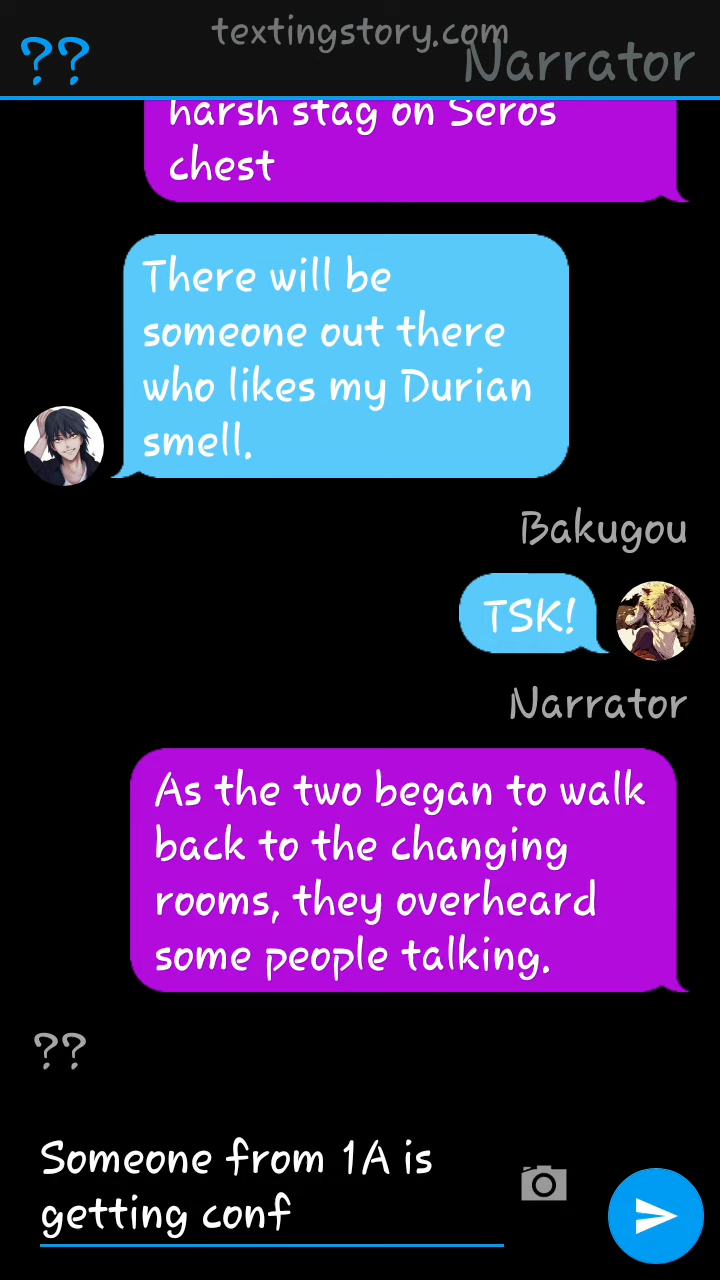 textingstory.com
??
Narrator
harsh stag on Seros
chest
There will be
someone out there
who likes my Durian
smell.
Bakugou
TSK!
Narrator
As the two began to walk
back to the changing
rooms, they overheard
some people talking.
??
Someone from 1A is
getting conf